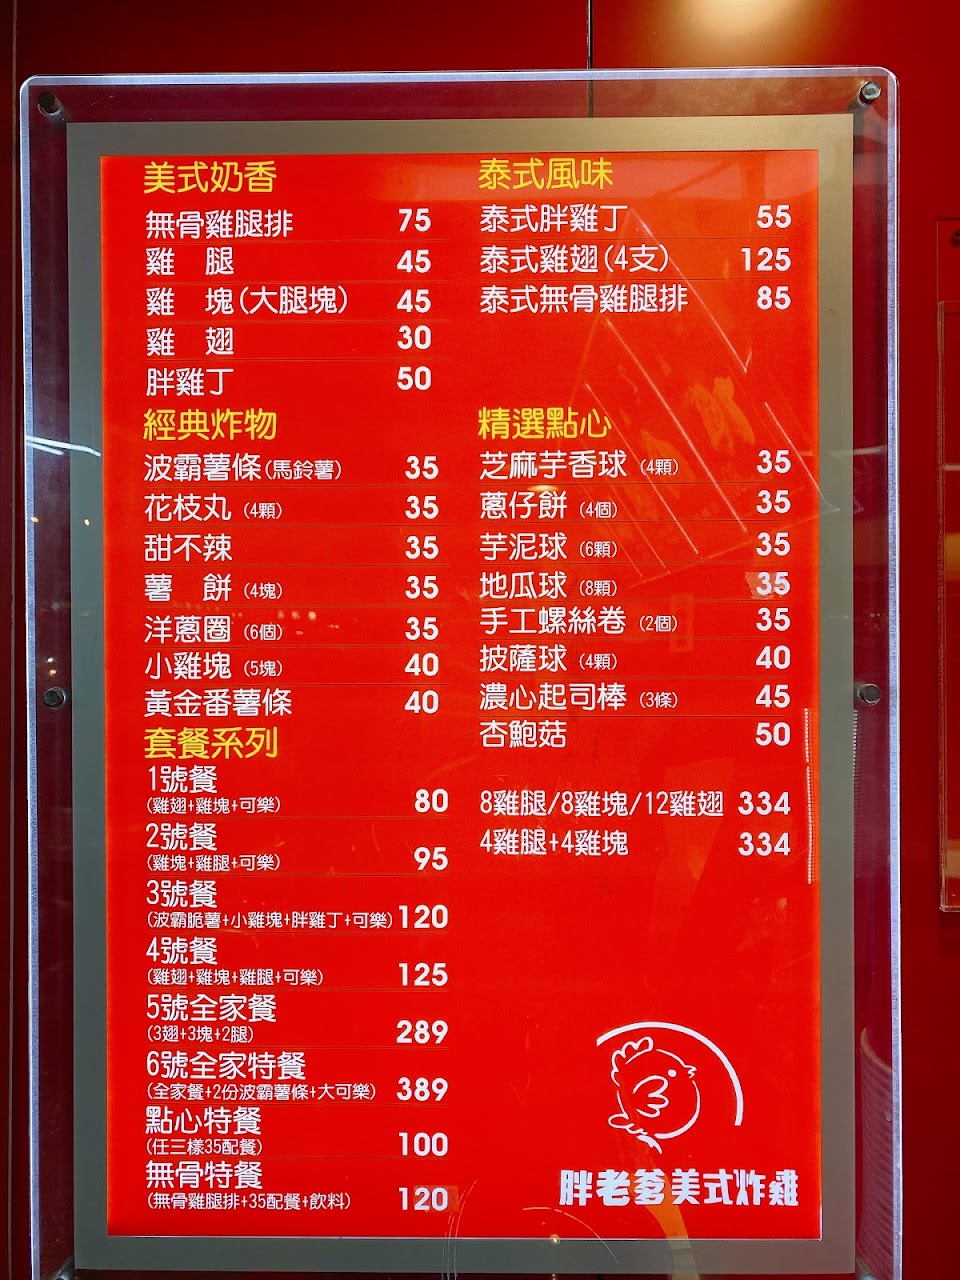 美式奶香
無骨雞腿排 75
雞 腿 45
雞 塊(大腿塊) 45
雞 翅 30
胖雞丁 50
經典炸物
波霸薯條(馬鈴薯) 35
花枝丸 (4顆) 35
甜不辣 35
薯 餅 (4塊) 35
洋蔥圈 (6個) 35
小雞塊 (5塊) 40
黃金番薯條 40
套餐系列
1號餐
(雞翅+雞塊+可樂) 80
2號餐
(雞塊+雞腿+可樂) 95
3號餐
(波霸脆薯+小雞塊+胖雞丁+可樂) 120
4號餐
(雞翅+雞塊+雞腿+可樂) 125
5號全家餐
(3翅+3塊+2腿) 289
6號全家特餐
(全家餐+2份波霸薯條+大可樂) 389
點心特餐
(任三樣35配餐) 100
無骨特餐
(無骨雞腿排+35配餐+飲料) 120
泰式風味
泰式胖雞丁 55
泰式雞翅(4支) 125
泰式無骨雞腿排 85
精選點心
芝麻芋香球 (4顆) 35
蔥仔餅 (4個) 35
芋泥球 (6顆) 35
地瓜球 (8顆) 35
手工螺絲卷 (2個) 35
披薩球 (4顆) 40
濃心起司棒 (3條) 45
杏鮑菇 50
8雞腿/8雞塊/12雞翅 334
4雞腿+4雞塊 334
胖老爹美式炸雞